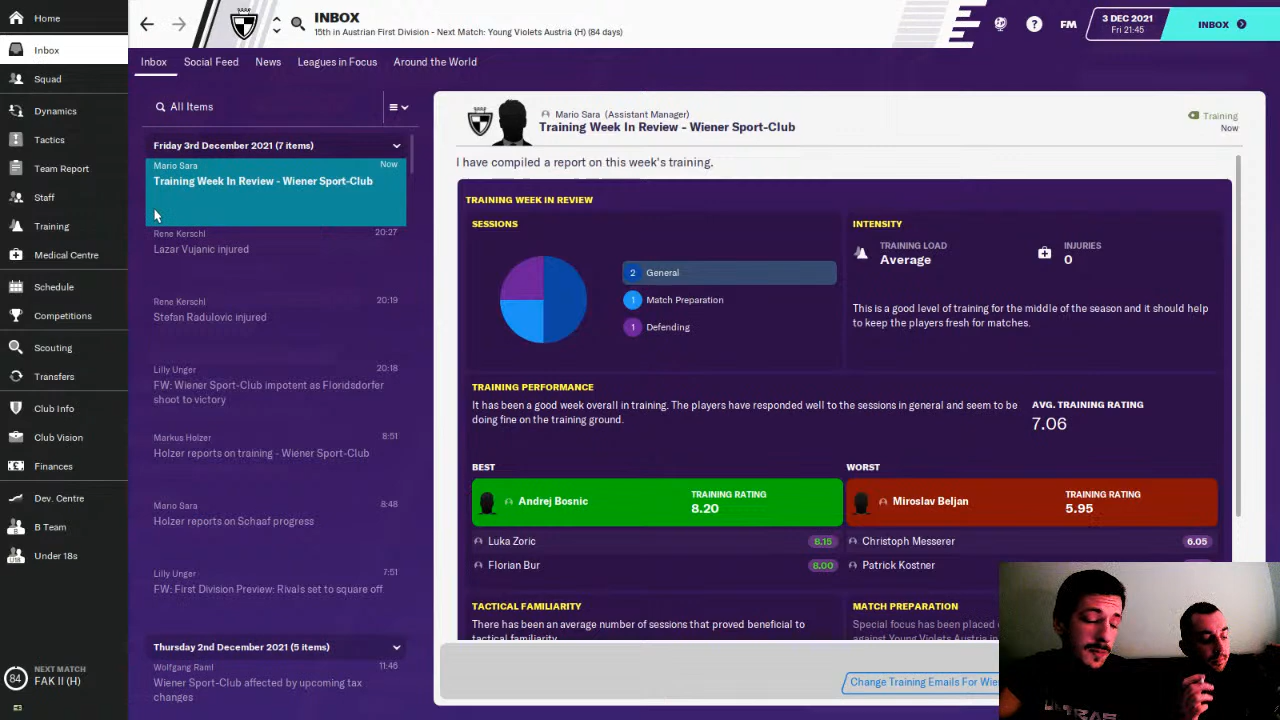 Home
Inbox
Squad
Dynamics
Tactics
Team Report
Staff
Training
Medical Centre
Schedule
Competitions
Scouting
Transfers
Club Info
Club Vision
Finances
Dev. Centre
B Team
Under 18s
84
NEXT MATCH
FAK II (H)
INBOX
15th in Austrian First Division - Next Match: Young Violets Austria (H) (84 days)
?
FM
3 DEC 2021
Fri 21:45
INBOX
Inbox
Social Feed
News
Leagues in Focus
Around the World
All Items
Friday 3rd December 2021 (7 items)
Mario Sara
Now
Training Week In Review - Wiener Sport-Club
Rene Kerschl
20:27
Lazar Vujanic injured
Rene Kerschl
20:19
Stefan Radulovic injured
Lilly Unger
20:18
FW: Wiener Sport-Club impotent as Floridsdorfer
shoot to victory
Markus Holzer
8:51
Holzer reports on training - Wiener Sport-Club
Mario Sara
8:48
Holzer reports on Schaaf progress
Lilly Unger
7:51
FW: First Division Preview: Rivals set to square off
Thursday 2nd December 2021 (5 items)
Wolfgang Raml
11:46
Wiener Sport-Club affected by upcoming tax
changes
Mario Sara (Assistant Manager)
Training Week In Review - Wiener Sport-Club
Training
Now
I have compiled a report on this week's training.
TRAINING WEEK IN REVIEW
SESSIONS
2 General
1 Match Preparation
1 Defending
INTENSITY
TRAINING LOAD
Average
INJURIES
0
This is a good level of training for the middle of the season and it should help
to keep the players fresh for matches.
TRAINING PERFORMANCE
It has been a good week overall in training. The players have responded well to the sessions in general and seem to be
doing fine on the training ground.
AVG. TRAINING RATING
7.06
BEST
Andrej Bosnic
TRAINING RATING
8.20
Luka Zoric 8.15
Florian Bur 8.00
WORST
Miroslav Beljan
TRAINING RATING
5.95
Christoph Messerer 6.05
Patrick Kostner
TACTICAL FAMILIARITY
There has been an average number of sessions that proved beneficial to
tactical familiarity.
MATCH PREPARATION
Special focus has been placed
against Young Violets Austria in
Change Training Emails For